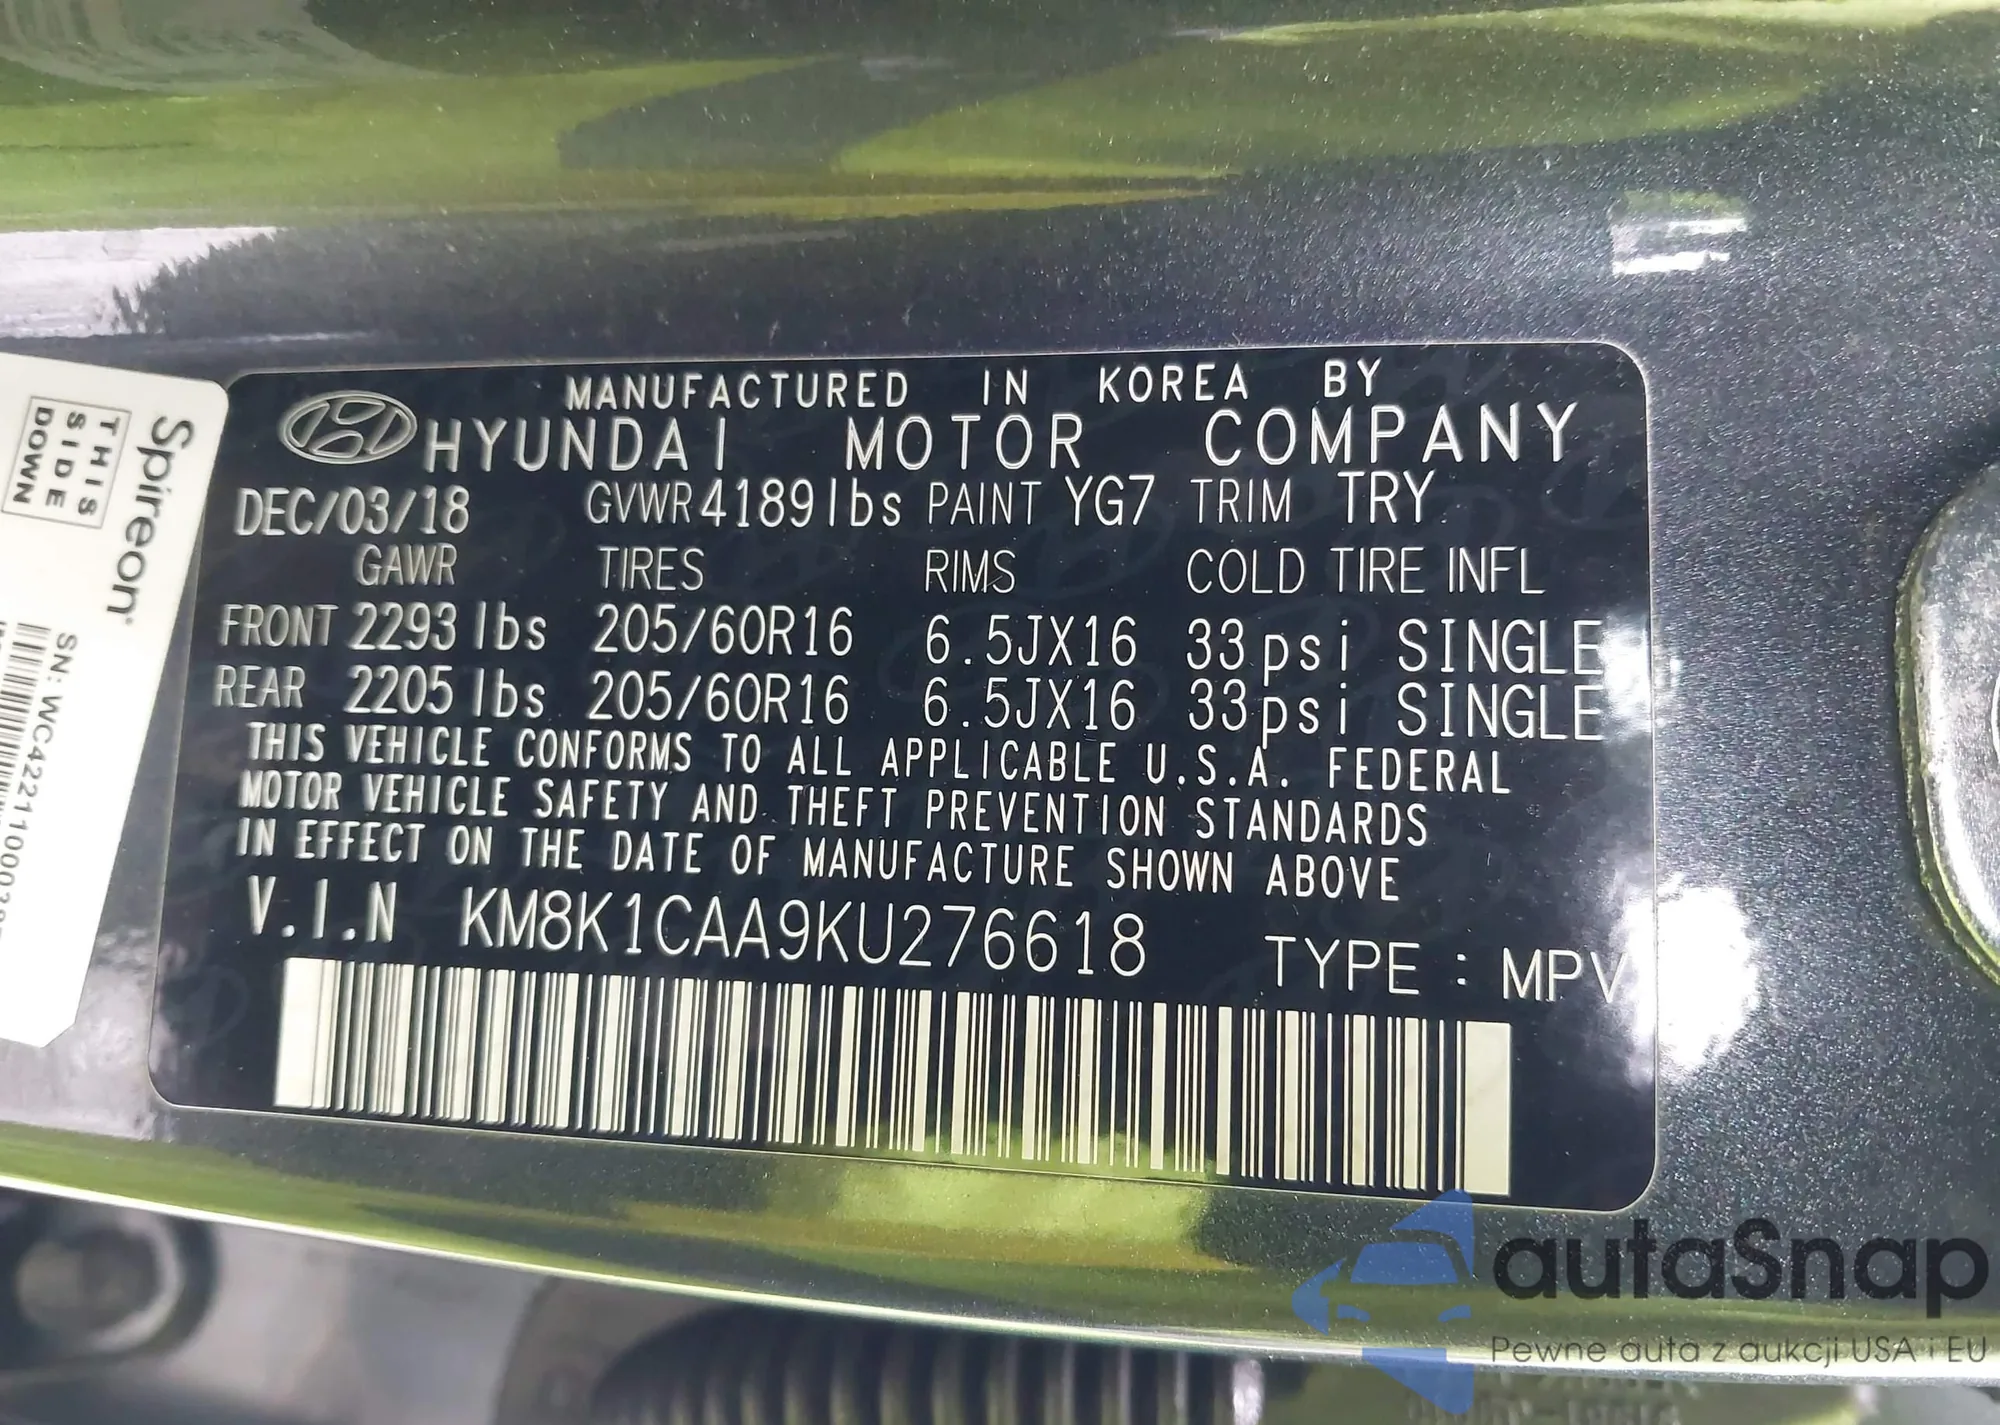 MANUFACTURED IN KOREA BY
HYUNDAI MOTOR COMPANY
DEC/03/18 GVWR 4189lbs PAINT YG7 TRIM TRY
GAWR TIRES RIMS COLD TIRE INFL
FRONT 2293 lbs 205/60R16 6.5JX16 33psi SINGLE
REAR 2205 lbs 205/60R16 6.5JX16 33psi SINGLE
THIS VEHICLE CONFORMS TO ALL APPLICABLE U.S.A. FEDERAL
MOTOR VEHICLE SAFETY AND THEFT PREVENTION STANDARDS
IN EFFECT ON THE DATE OF MANUFACTURE SHOWN ABOVE
V.I.N KM8K1CAA9KU276618
TYPE : MPV
Spireon
THIS
SIDE
DOWN
SN:
autaSnap
Pewne auta z aukcji USA i EU